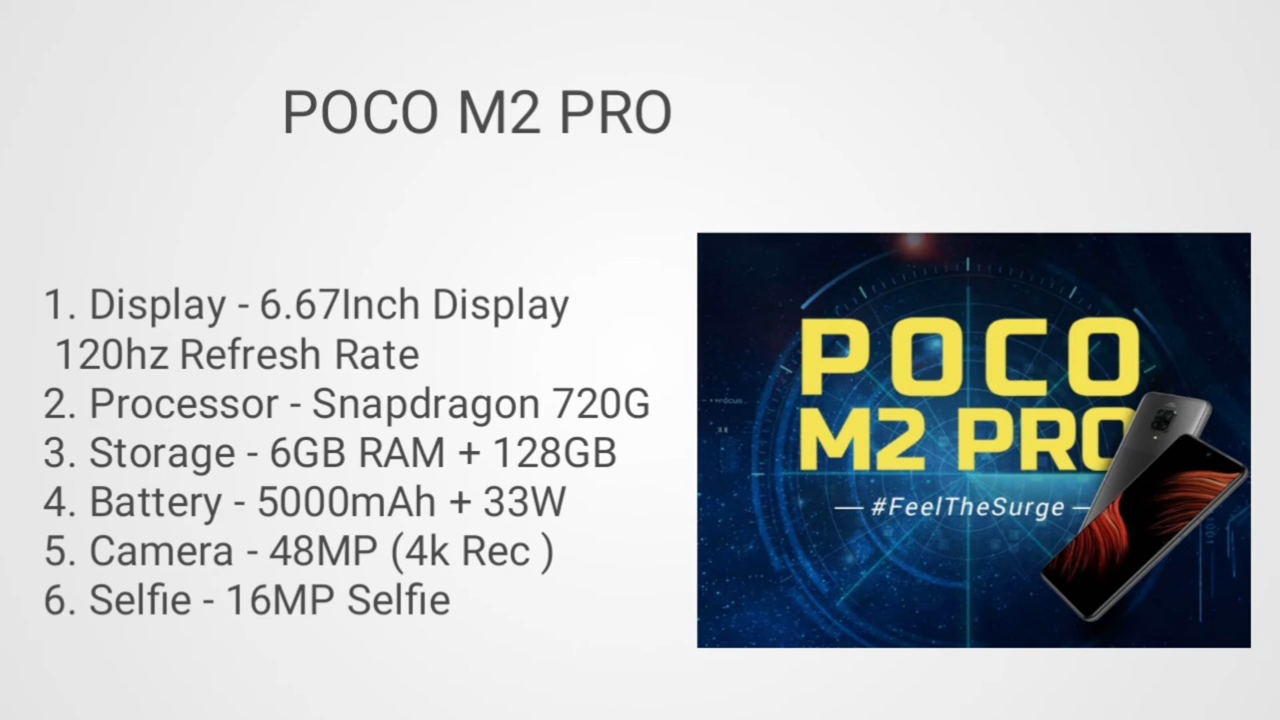 POCO M2 PRO
1. Display - 6.67Inch Display
120hz Refresh Rate
2. Processor - Snapdragon 720G
3. Storage - 6GB RAM + 128GB
4. Battery - 5000mAh + 33W
5. Camera - 48MP (4k Rec )
6. Selfie - 16MP Selfie
POCO
M2 PRO
— #FeelTheSurge —